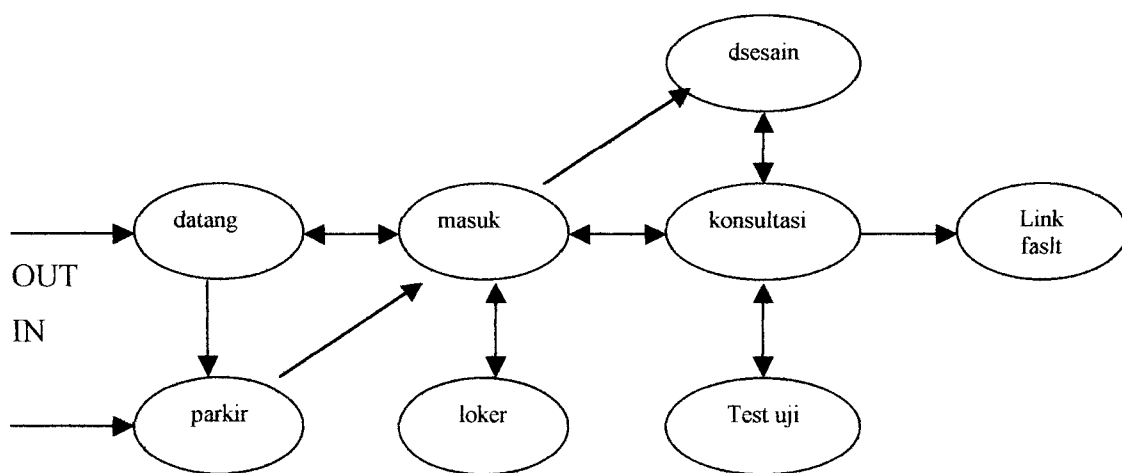 dsesain
datang
masuk
konsultasi
Link
faslt
OUT
IN
parkir
loker
Test uji